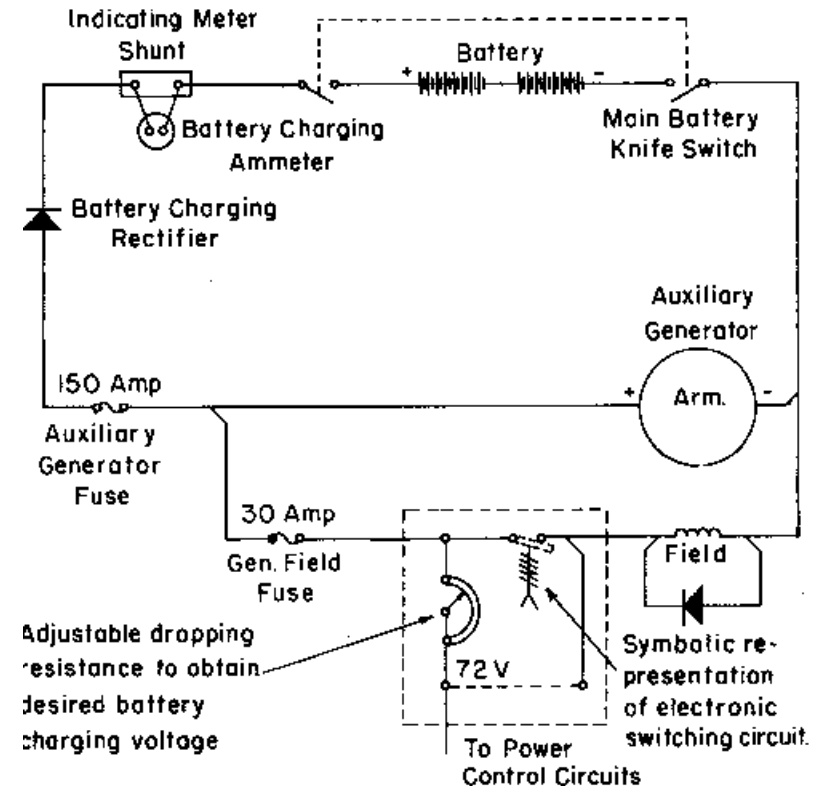 Indicating Meter
Shunt
+ Battery -
Battery Charging
Ammeter
Main Battery
Knife Switch
Battery Charging
Rectifier
Auxiliary
Generator
150 Amp
+ Arm. -
Auxiliary
Generator
Fuse
30 Amp
Gen. Field
Fuse
Field
Adjustable dropping
resistance to obtain
desired battery
charging voltage
72V
Symbolic re-
presentation
of electronic
switching circuit.
To Power
Control Circuits